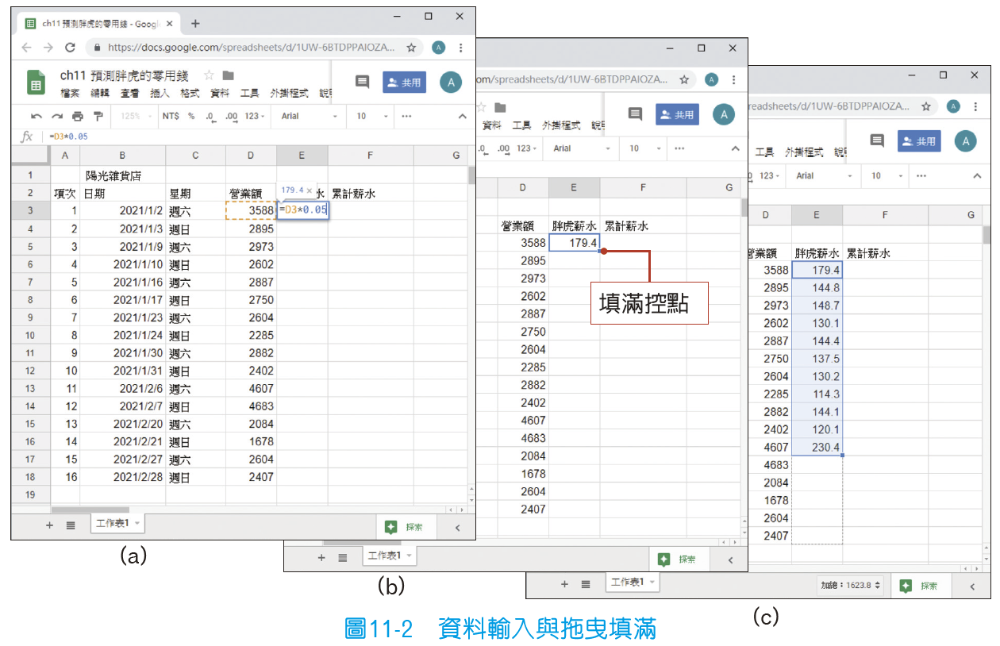 ch11 預測胖虎的零用錢 - Googl
https://docs.google.com/spreadsheets/d/1UW-6BTDPPAIOZA...
A
ch11 預測胖虎的零用錢
檔案 編輯 查看 插入 格式 資料 工具 外掛程式 說明
共用
A
125% NT$ % .0 .00 123 Arial 10 ...
fx =D3*0.05
A B C D E F G
1 陽光雜貨店
2 項次 日期 星期 營業額 水 累計薪水
179.4 ×
3 1 2021/1/2 週六 3588 =D3*0.05
4 2 2021/1/3 週日 2895
5 3 2021/1/9 週六 2973
6 4 2021/1/10 週日 2602
7 5 2021/1/16 週六 2887
8 6 2021/1/17 週日 2750
9 7 2021/1/23 週六 2604
10 8 2021/1/24 週日 2285
11 9 2021/1/30 週六 2882
12 10 2021/1/31 週日 2402
13 11 2021/2/6 週六 4607
14 12 2021/2/7 週日 4683
15 13 2021/2/20 週六 2084
16 14 2021/2/21 週日 1678
17 15 2021/2/27 週六 2604
18 16 2021/2/28 週日 2407
19
工作表1 探索
(a)
om/spreadsheets/d/1UW-6BTDPPAIOZA...
A
共用
A
資料 工具 外掛程式 說明
.0 .00 123 Arial 10 ...
D E F G
營業額 胖虎薪水 累計薪水
3588 179.4
2895
2973
2602
2887
2750
2604
2285
2882
2402
4607
4683
2084
1678
2604
2407
填滿控點
工作表1 探索
(b)
readsheets/d/1UW-6BTDPPAIOZA...
A
共用
A
工具 外掛程式 說明
0 123 Arial 10 ...
D E F G
營業額 胖虎薪水 累計薪水
3588 179.4
2895 144.8
2973 148.7
2602 130.1
2887 144.4
2750 137.5
2604 130.2
2285 114.3
2882 144.1
2402 120.1
4607 230.4
4683
2084
1678
2604
2407
工作表1 加總：1623.8 探索
(c)
圖11-2 資料輸入與拖曳填滿